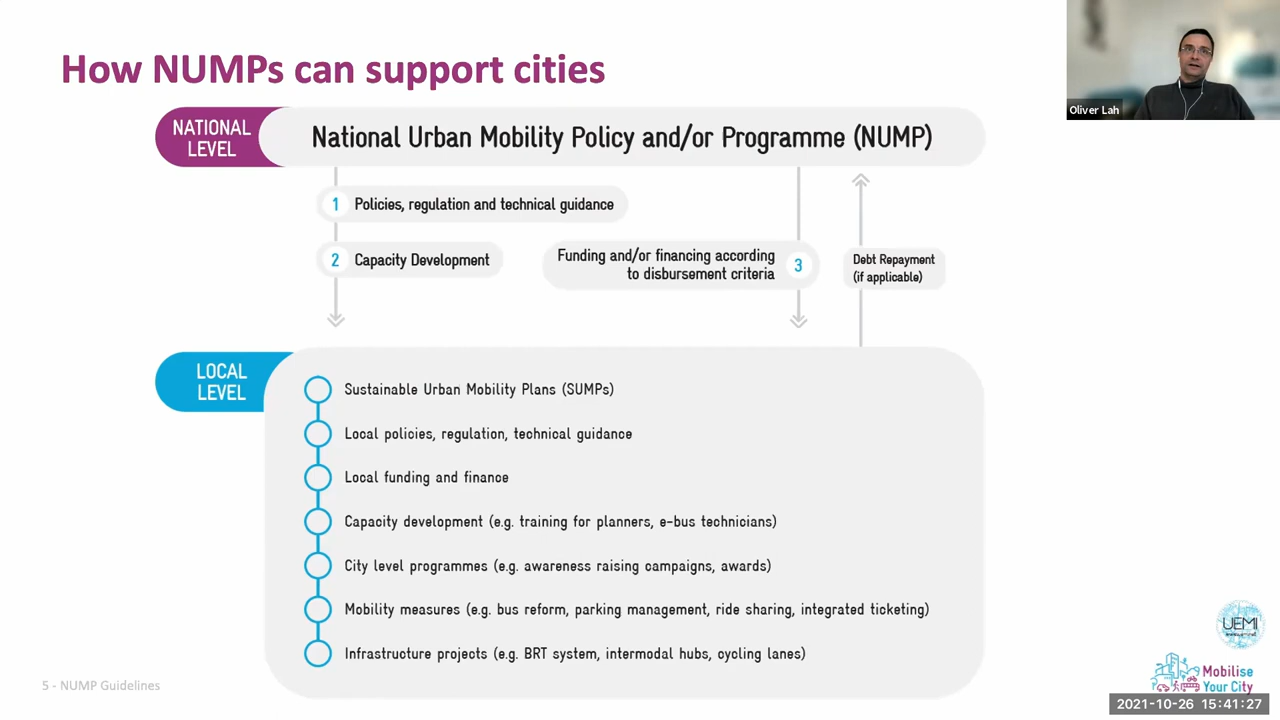 How NUMPs can support cities
Oliver Lah
NATIONAL
LEVEL
National Urban Mobility Policy and/or Programme (NUMP)
1 Policies, regulation and technical guidance
2 Capacity Development
Funding and/or financing according
to disbursement criteria
3
Debt Repayment
(if applicable)
LOCAL
LEVEL
Sustainable Urban Mobility Plans (SUMPs)
Local policies, regulation, technical guidance
Local funding and finance
Capacity development (e.g. training for planners, e-bus technicians)
City level programmes (e.g. awareness raising campaigns, awards)
Mobility measures (e.g. bus reform, parking management, ride sharing, integrated ticketing)
Infrastructure projects (e.g. BRT system, intermodal hubs, cycling lanes)
UEMI
Mobilise
Your City
5 - NUMP Guidelines
2021-10-26 15:41:27